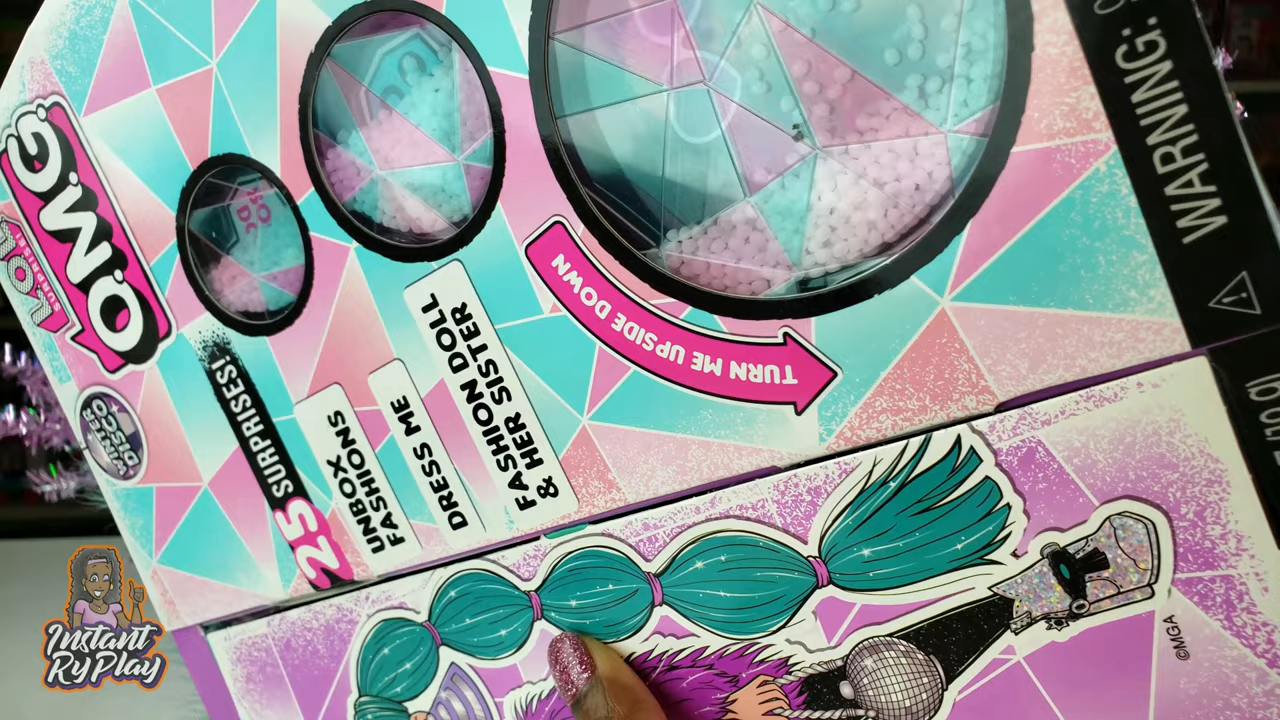 L.O.L.
SURPRISE!
OMG
WINTER
DISCO
25 SURPRISES!
UNBOX
FASHIONS
DRESS ME
FASHION DOLL
& HER SISTER
TURN ME UPSIDE DOWN
WARNING:
©MGA
Instant
RyPlay